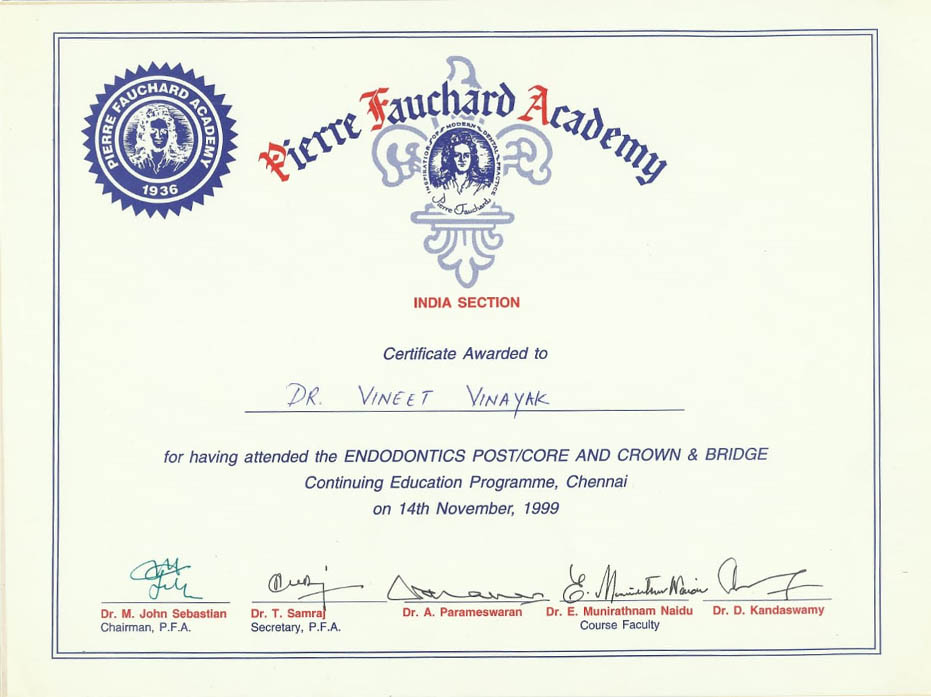 PIERRE FAUCHARD ACADEMY
1936
Pierre Fauchard Academy
INSPIRATION OF MODERN DENTAL PRACTICE
Pierre Fauchard
INDIA SECTION
Certificate Awarded to
DR. VINEET VINAYAK
for having attended the ENDODONTICS POST/CORE AND CROWN & BRIDGE
Continuing Education Programme, Chennai
on 14th November, 1999
E. Munirathnam Naidu
Dr. M. John Sebastian Dr. T. Samraj Dr. A. Parameswaran Dr. E. Munirathnam Naidu Dr. D. Kandaswamy
Chairman, P.F.A. Secretary, P.F.A. Course Faculty